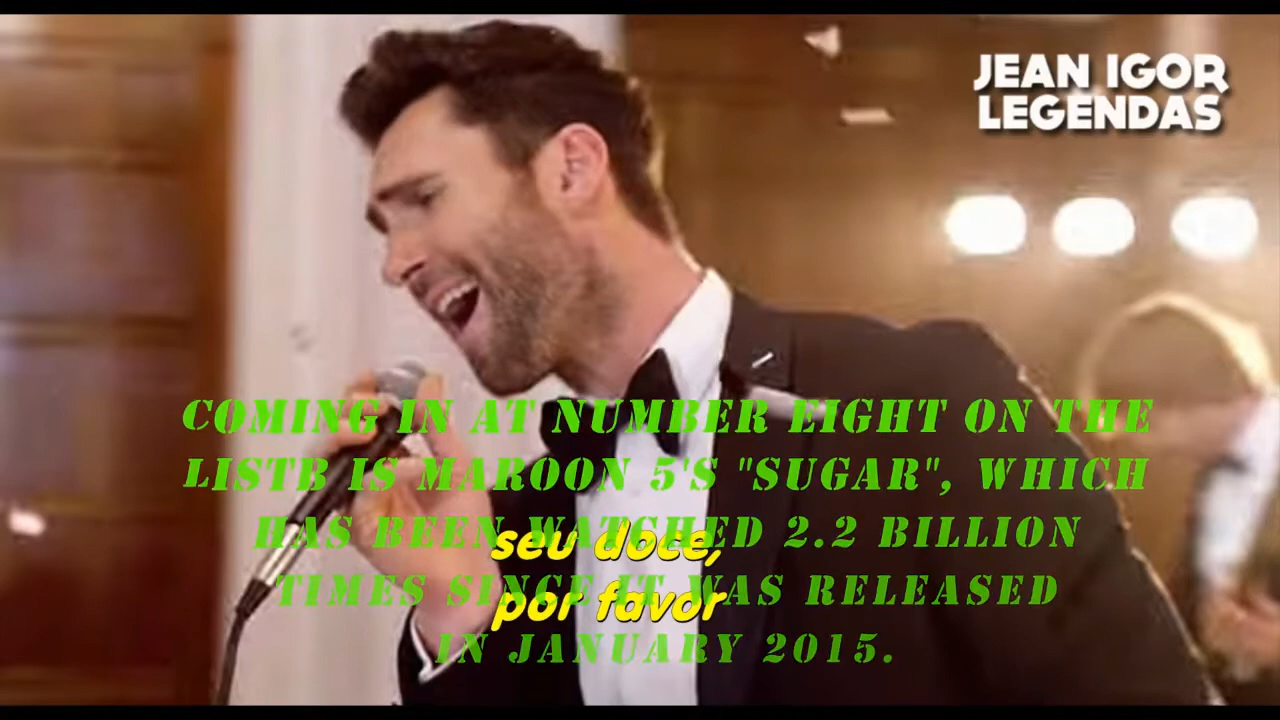 JEAN IGOR
LEGENDAS
COMING IN AT NUMBER EIGHT ON THE
LISTB IS MAROON 5'S "SUGAR", WHICH
HAS BEEN WATCHED 2.2 BILLION
TIMES SINCE IT WAS RELEASED
IN JANUARY 2015.
seu doce,
por favor